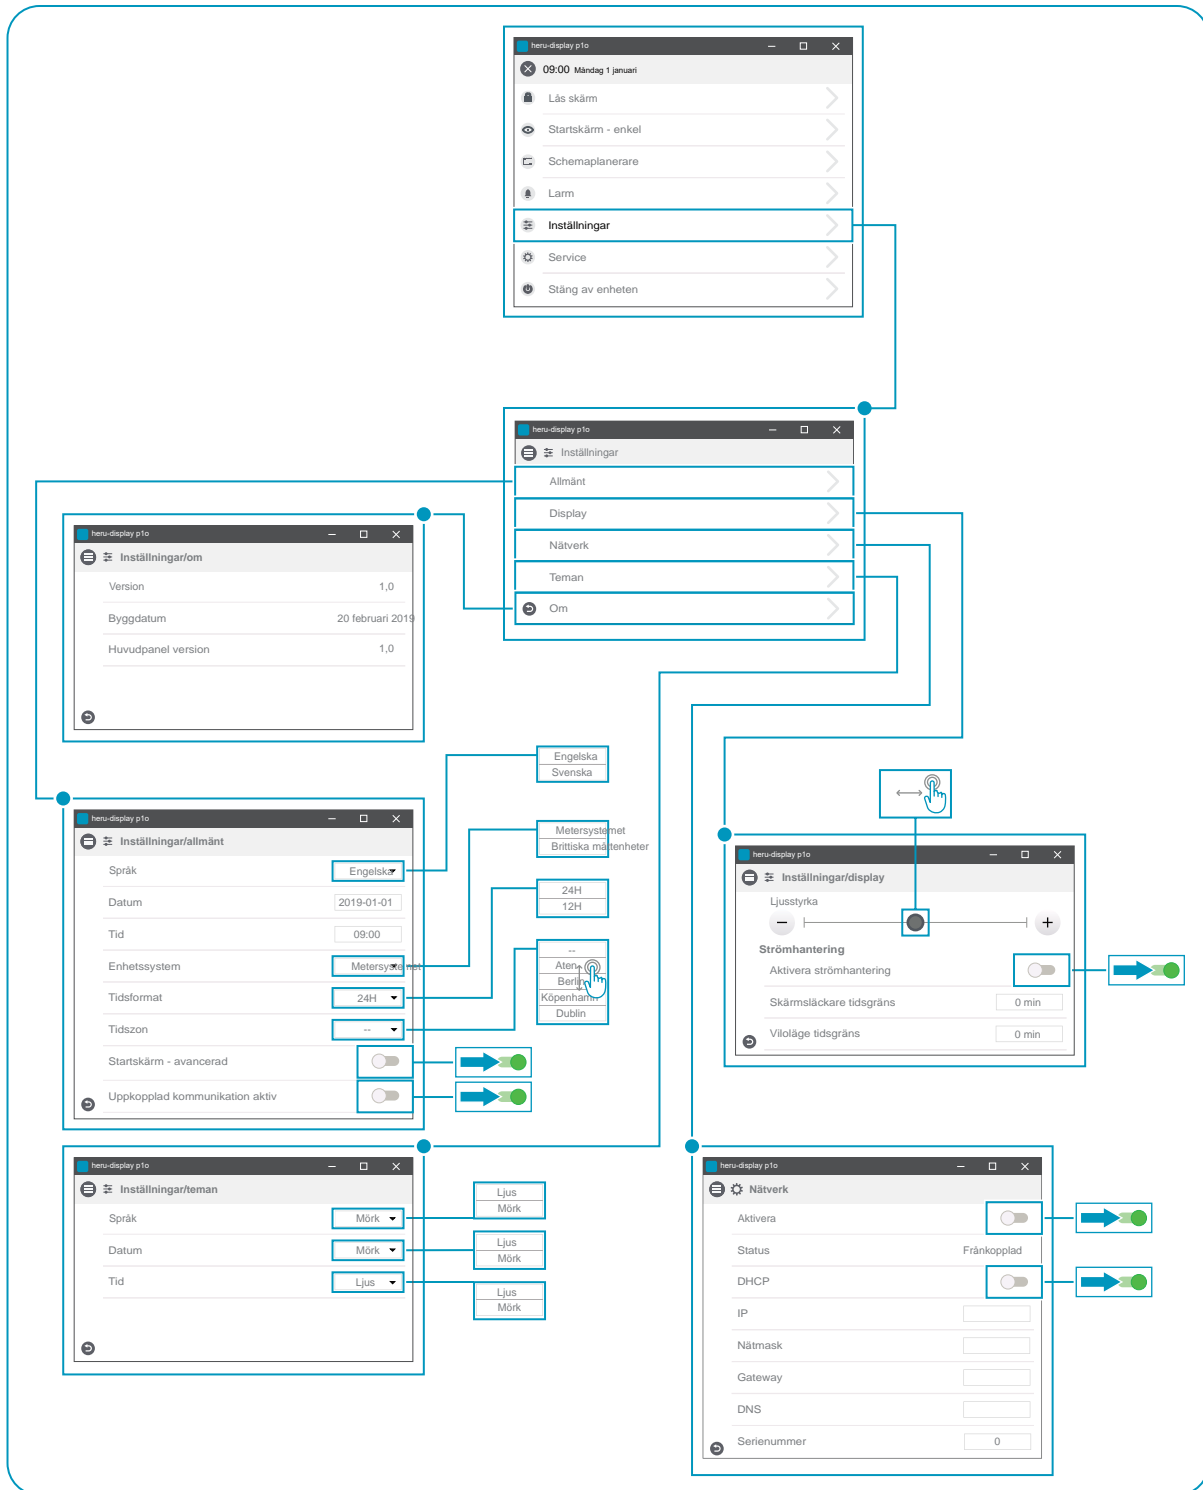 heru-display p1o
09:00 Måndag 1 januari
Lås skärm
Startskärm - enkel
Schemaplanerare
Larm
Inställningar
Service
Stäng av enheten
heru-display p1o
Inställningar
Allmänt
Display
Nätverk
Teman
Om
heru-display p1o
Inställningar/om
Version 1,0
Byggdatum 20 februari 2019
Huvudpanel version 1,0
heru-display p1o
Inställningar/allmänt
Språk Engelska
Datum 2019-01-01
Tid 09:00
Enhetssystem Metersystemet
Tidsformat 24H
Tidszon --
Startskärm - avancerad
Uppkopplad kommunikation aktiv
Engelska
Svenska
Metersystemet
Brittiska måttenheter
24H
12H
--
Aten
Berlin
Köpenhamn
Dublin
heru-display p1o
Inställningar/display
Ljusstyrka
Strömhantering
Aktivera strömhantering
Skärmsläckare tidsgräns 0 min
Viloläge tidsgräns 0 min
heru-display p1o
Inställningar/teman
Språk Mörk
Datum Mörk
Tid Ljus
Ljus
Mörk
Ljus
Mörk
Ljus
Mörk
heru-display p1o
Nätverk
Aktivera
Status Frånkopplad
DHCP
IP
Nätmask
Gateway
DNS
Serienummer 0